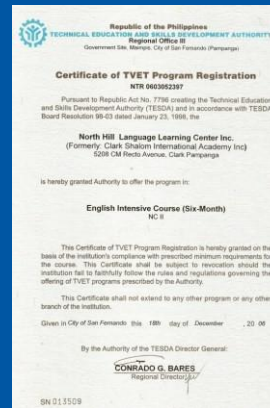 Republic of the Philippines
TECHNICAL EDUCATION AND SKILLS DEVELOPMENT AUTHORITY
Regional Office III
Government Site, Maimpis, City of San Fernando (Pampanga)
Certificate of TVET Program Registration
NTR 0603052397
Pursuant to Republic Act No. 7796 creating the Technical Education
and Skills Development Authority (TESDA) and in accordance with TESDA
Board Resolution 98-03 dated January 23, 1998, the
North Hill Language Learning Center Inc.
(Formerly: Clark Shalom International Academy Inc)
5208 CM Recto Avenue, Clark Pampanga
is hereby granted Authority to offer the program in:
English Intensive Course (Six-Month)
NC II
This Certificate of TVET Program Registration is hereby granted on the
basis of the institution's compliance with prescribed minimum requirements for
the course. This Certificate shall be subject to revocation should the
institution fail to faithfully follow the rules and regulations governing the
offering of TVET programs prescribed by the Authority.
This Certificate shall not extend to any other program or any other
branch of the institution.
Given in City of San Fernando this 18th day of December , 20 06
By the Authority of the TESDA Director General:
CONRADO G. BARES
Regional Director
SN 013509